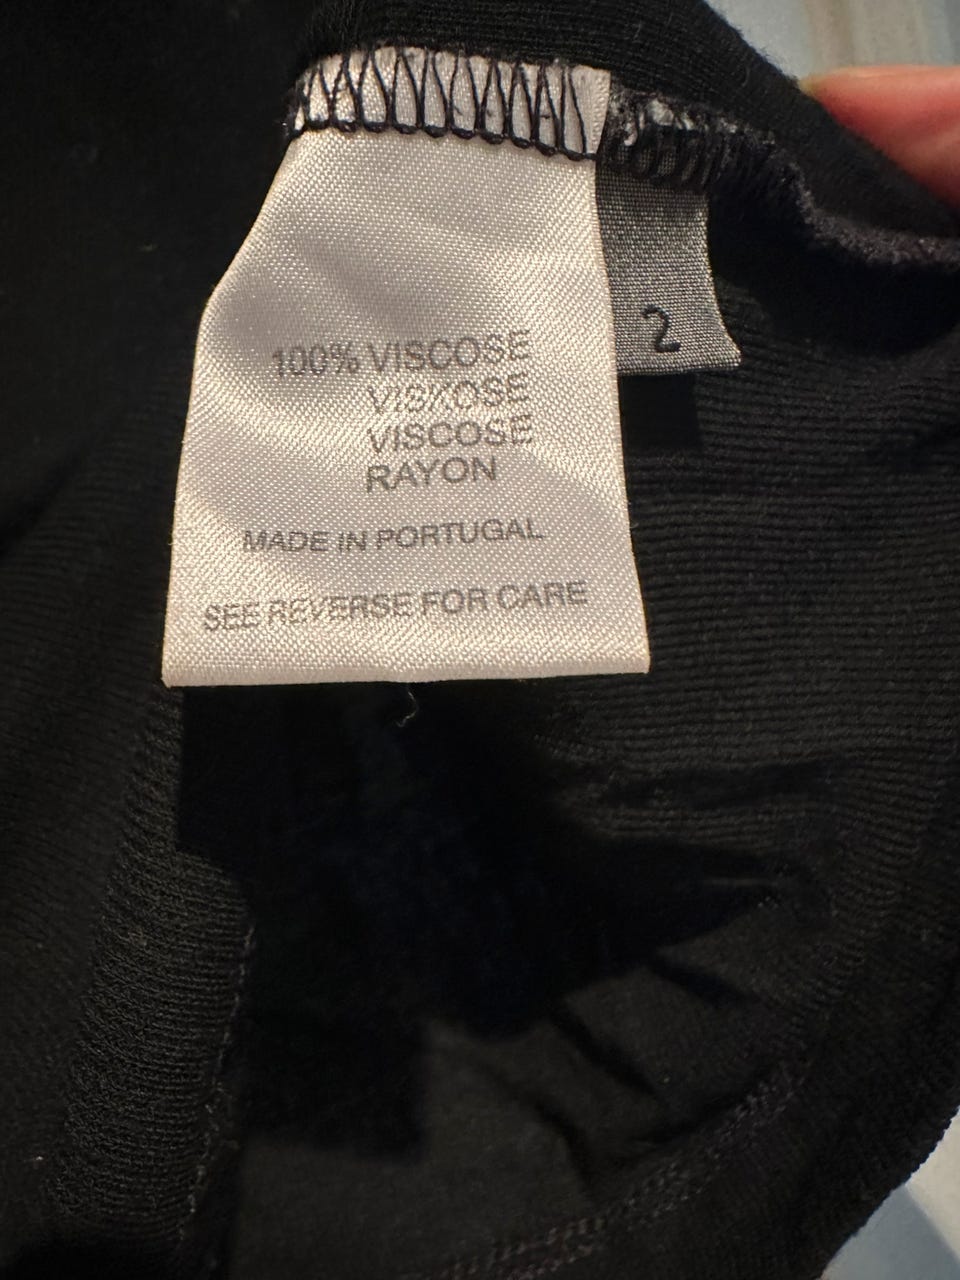 2
100% VISCOSE
VISKOSE
VISCOSE
RAYON
MADE IN PORTUGAL
SEE REVERSE FOR CARE